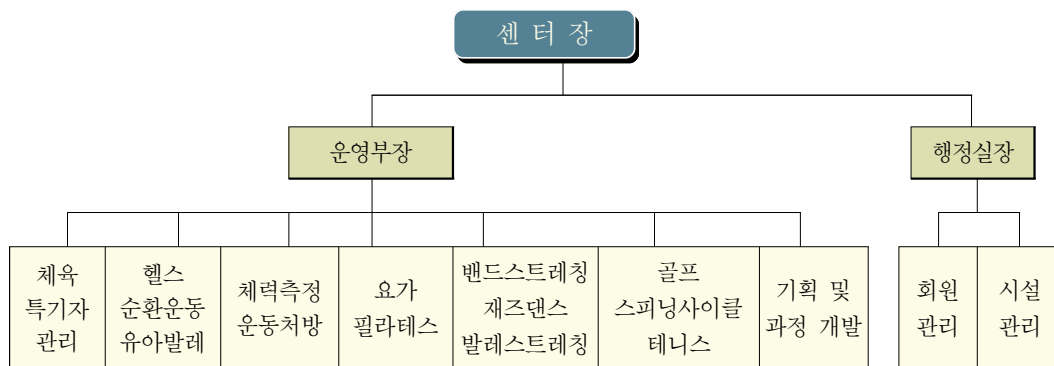 센 터 장
운영부장
행정실장
체육
특기자
관리
헬스
순환운동
유아발레
체력측정
운동처방
요가
필라테스
밴드스트레칭
재즈댄스
발레스트레칭
골프
스피닝사이클
테니스
기획 및
과정 개발
회원
관리
시설
관리